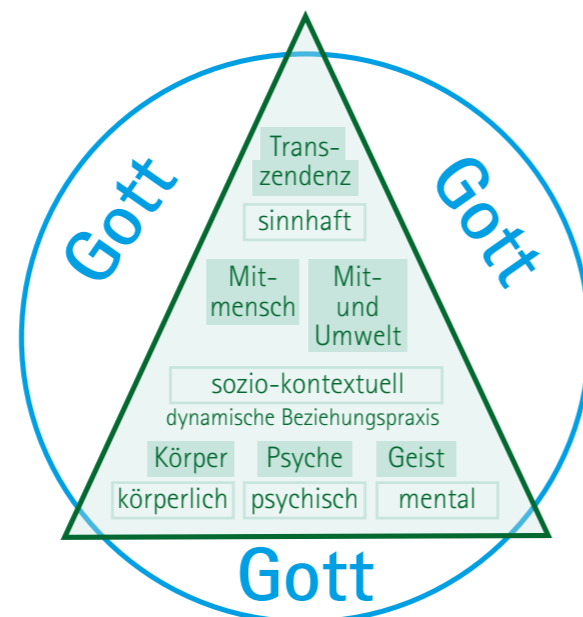 Gott
Gott
Trans-
zendenz
sinnhaft
Mit-
mensch
Mit-
und
Umwelt
sozio-kontextuell
dynamische Beziehungspraxis
Körper Psyche Geist
körperlich psychisch mental
Gott